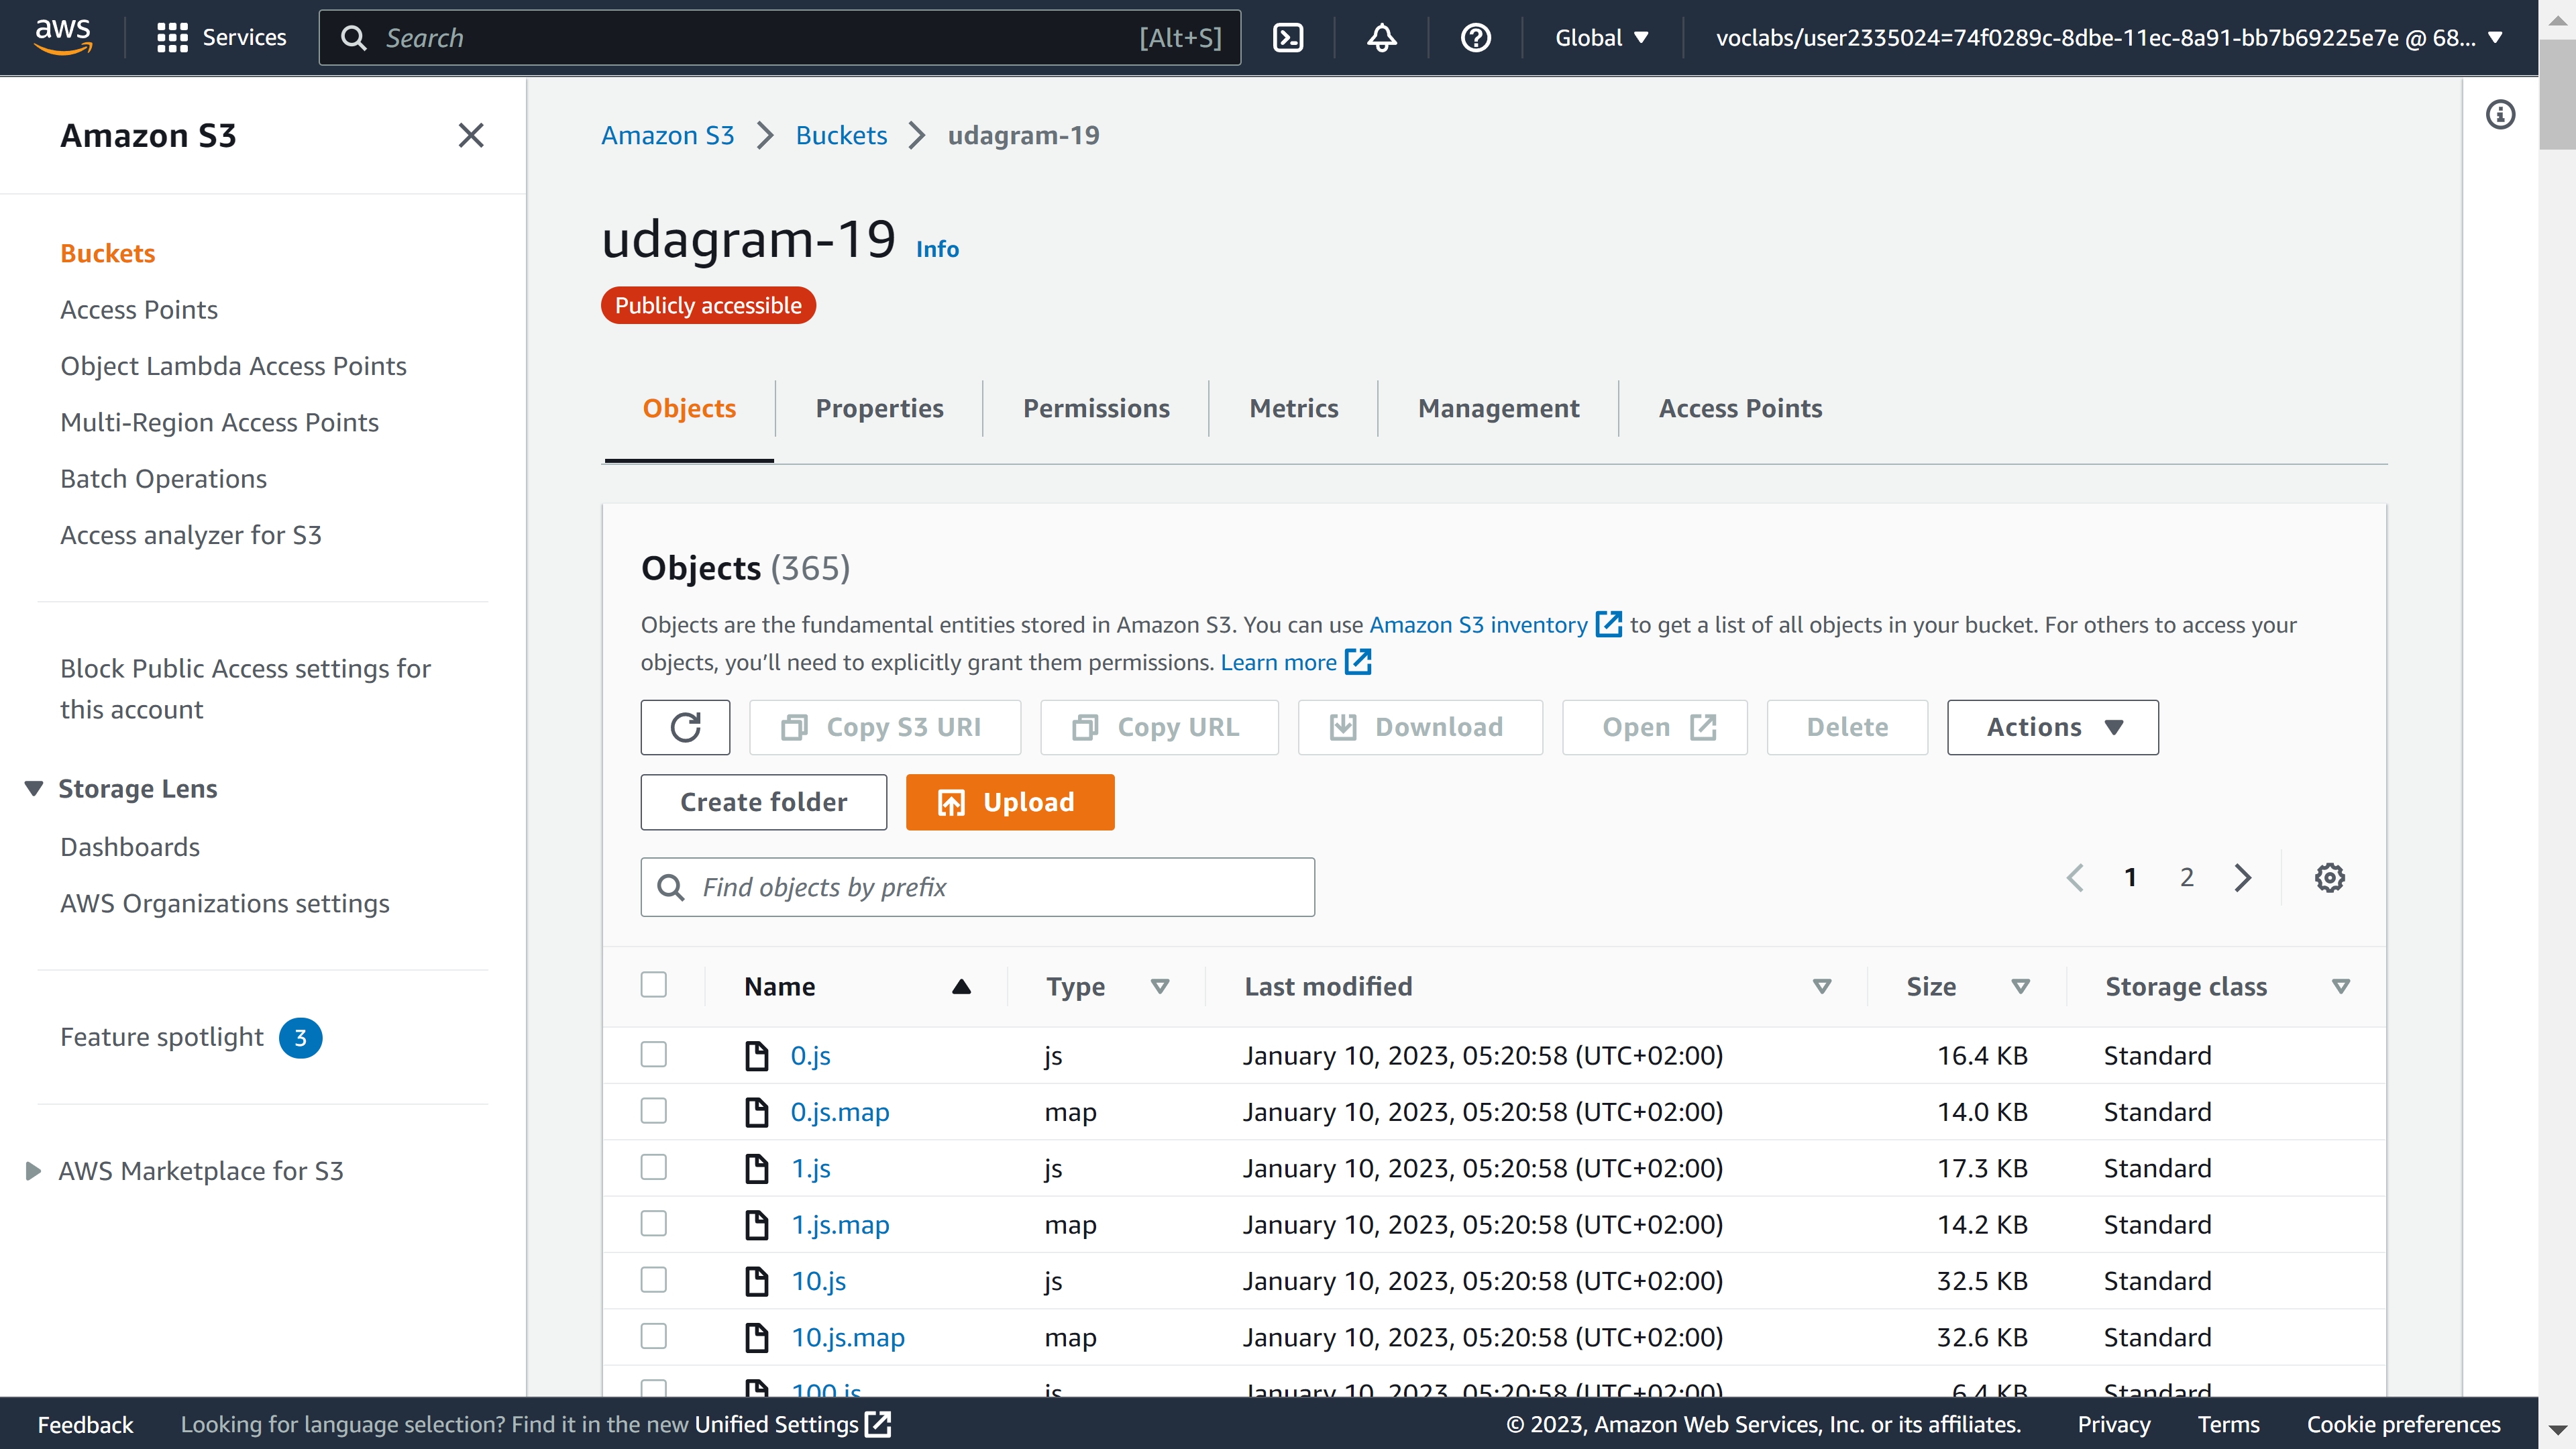 aws
Services
Search
[Alt+S]
Global
voclabs/user2335024=74f0289c-8dbe-11ec-8a91-bb7b69225e7e @ 68...
Amazon S3
Buckets
Access Points
Object Lambda Access Points
Multi-Region Access Points
Batch Operations
Access analyzer for S3
Block Public Access settings for
this account
Storage Lens
Dashboards
AWS Organizations settings
Feature spotlight 3
AWS Marketplace for S3
Amazon S3 > Buckets > udagram-19
udagram-19 Info
Publicly accessible
Objects Properties Permissions Metrics Management Access Points
Objects (365)
Objects are the fundamental entities stored in Amazon S3. You can use Amazon S3 inventory to get a list of all objects in your bucket. For others to access your
objects, you’ll need to explicitly grant them permissions. Learn more
Copy S3 URI Copy URL Download Open Delete Actions
Create folder Upload
Find objects by prefix
1 2
Name Type Last modified Size Storage class
0.js js January 10, 2023, 05:20:58 (UTC+02:00) 16.4 KB Standard
0.js.map map January 10, 2023, 05:20:58 (UTC+02:00) 14.0 KB Standard
1.js js January 10, 2023, 05:20:58 (UTC+02:00) 17.3 KB Standard
1.js.map map January 10, 2023, 05:20:58 (UTC+02:00) 14.2 KB Standard
10.js js January 10, 2023, 05:20:58 (UTC+02:00) 32.5 KB Standard
10.js.map map January 10, 2023, 05:20:58 (UTC+02:00) 32.6 KB Standard
100.js js January 10, 2023, 05:20:58 (UTC+02:00) 6.4 KB Standard
Feedback Looking for language selection? Find it in the new Unified Settings
© 2023, Amazon Web Services, Inc. or its affiliates. Privacy Terms Cookie preferences